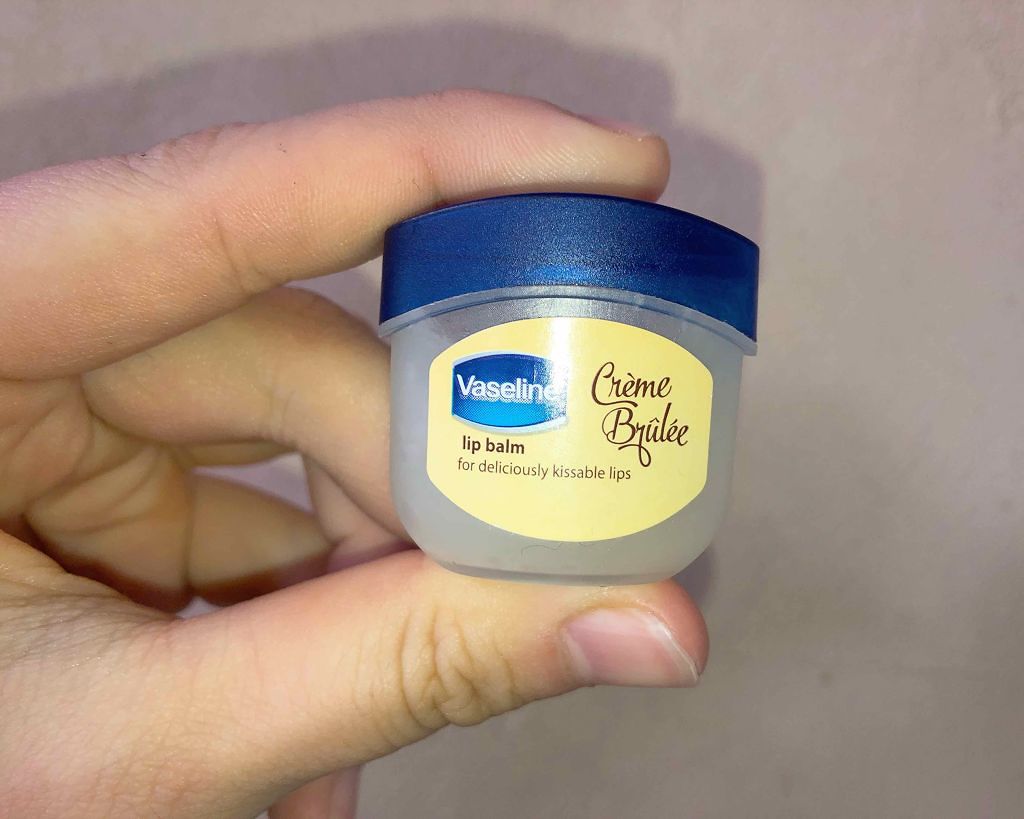 Vaseline
lip balm
for deliciously kissable lips
Crème
Brûlée